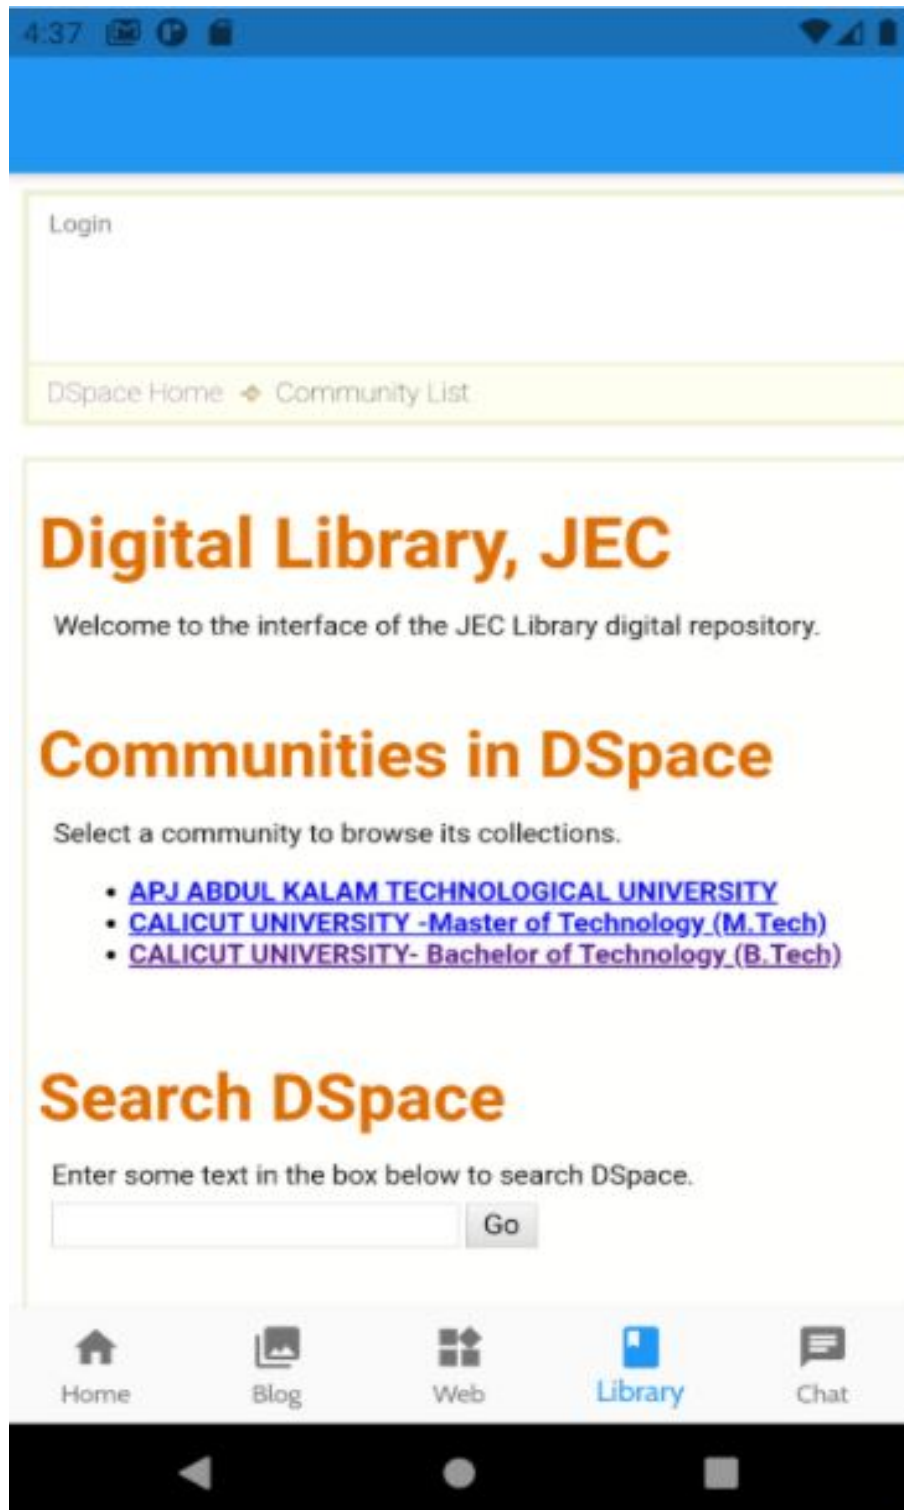 4:37
Login
DSpace Home Community List
Digital Library, JEC
Welcome to the interface of the JEC Library digital repository.
Communities in DSpace
Select a community to browse its collections.
• APJ ABDUL KALAM TECHNOLOGICAL UNIVERSITY
• CALICUT UNIVERSITY -Master of Technology (M.Tech)
• CALICUT UNIVERSITY- Bachelor of Technology (B.Tech)
Search DSpace
Enter some text in the box below to search DSpace.
Go
Home Blog Web Library Chat